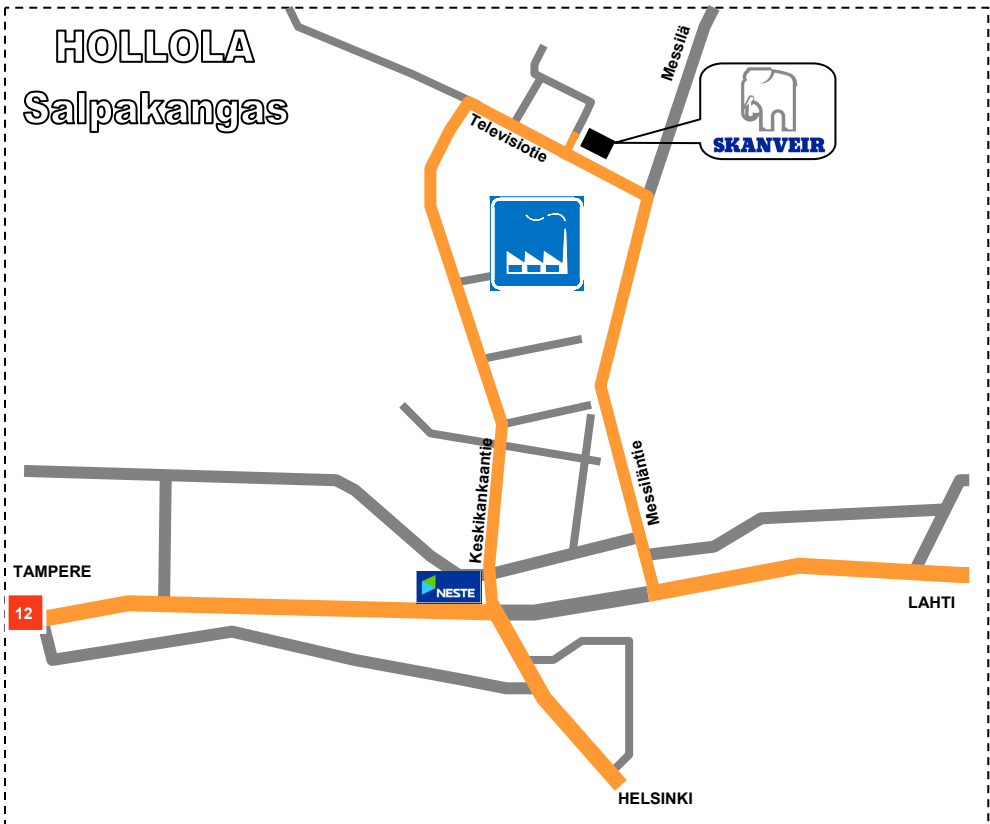 HOLLOLA
Salpakangas
Messilä
SKANVEIR
Televisiotie
Keskikankaantie
Messiläntie
TAMPERE
NESTE
12
LAHTI
HELSINKI